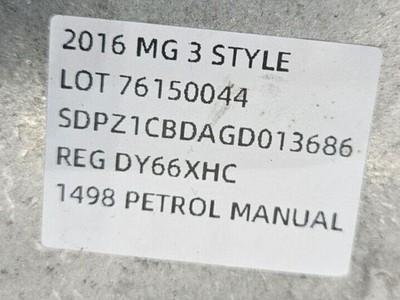 2016 MG 3 STYLE
LOT 76150044
SDPZ1CBDAGD013686
REG DY66XHC
1498 PETROL MANUAL